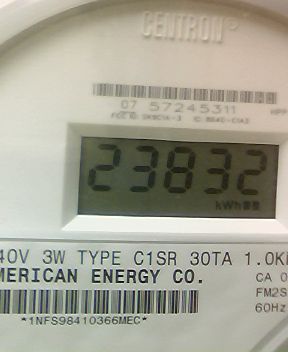 CENTRON®
07 57245311
23832
kWh
40V 3W TYPE C1SR 30TA 1.0K
MERICAN ENERGY CO.
CA 0
FM2S
60Hz
*1NFS98410366MEC*